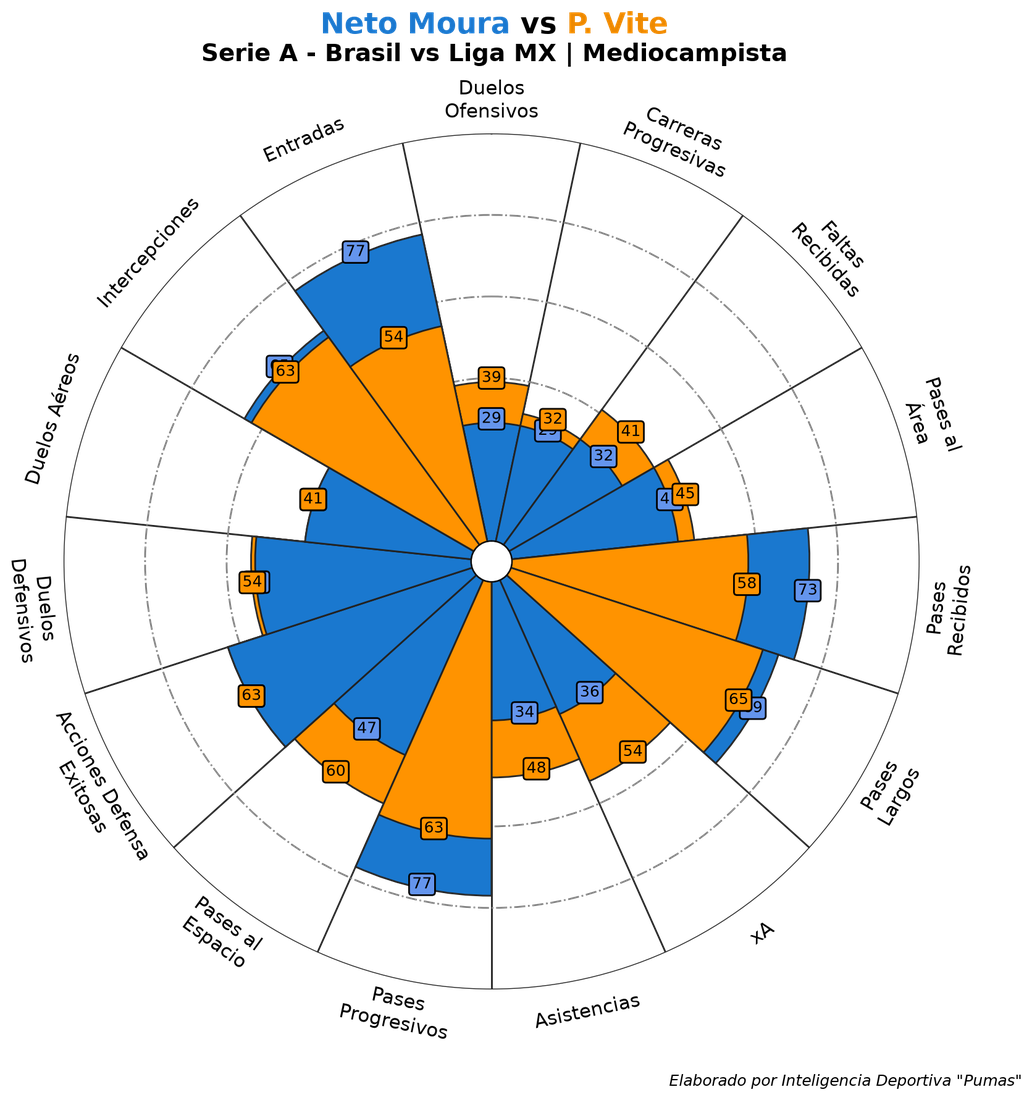 Neto Moura vs P. Vite
Serie A - Brasil vs Liga MX | Mediocampista
Duelos
Ofensivos
Carreras
Progresivas
Faltas
Recibidas
Pases al
Área
Pases
Recibidos
Pases
Largos
xA
Asistencias
Pases
Progresivos
Pases al
Espacio
Acciones Defensa
Exitosas
Duelos
Defensivos
Duelos Aéreos
Intercepciones
Entradas
39
29
32
41
32
45
58
73
65
36
54
34
48
63
77
47
60
63
54
41
63
77
54
Elaborado por Inteligencia Deportiva "Pumas"